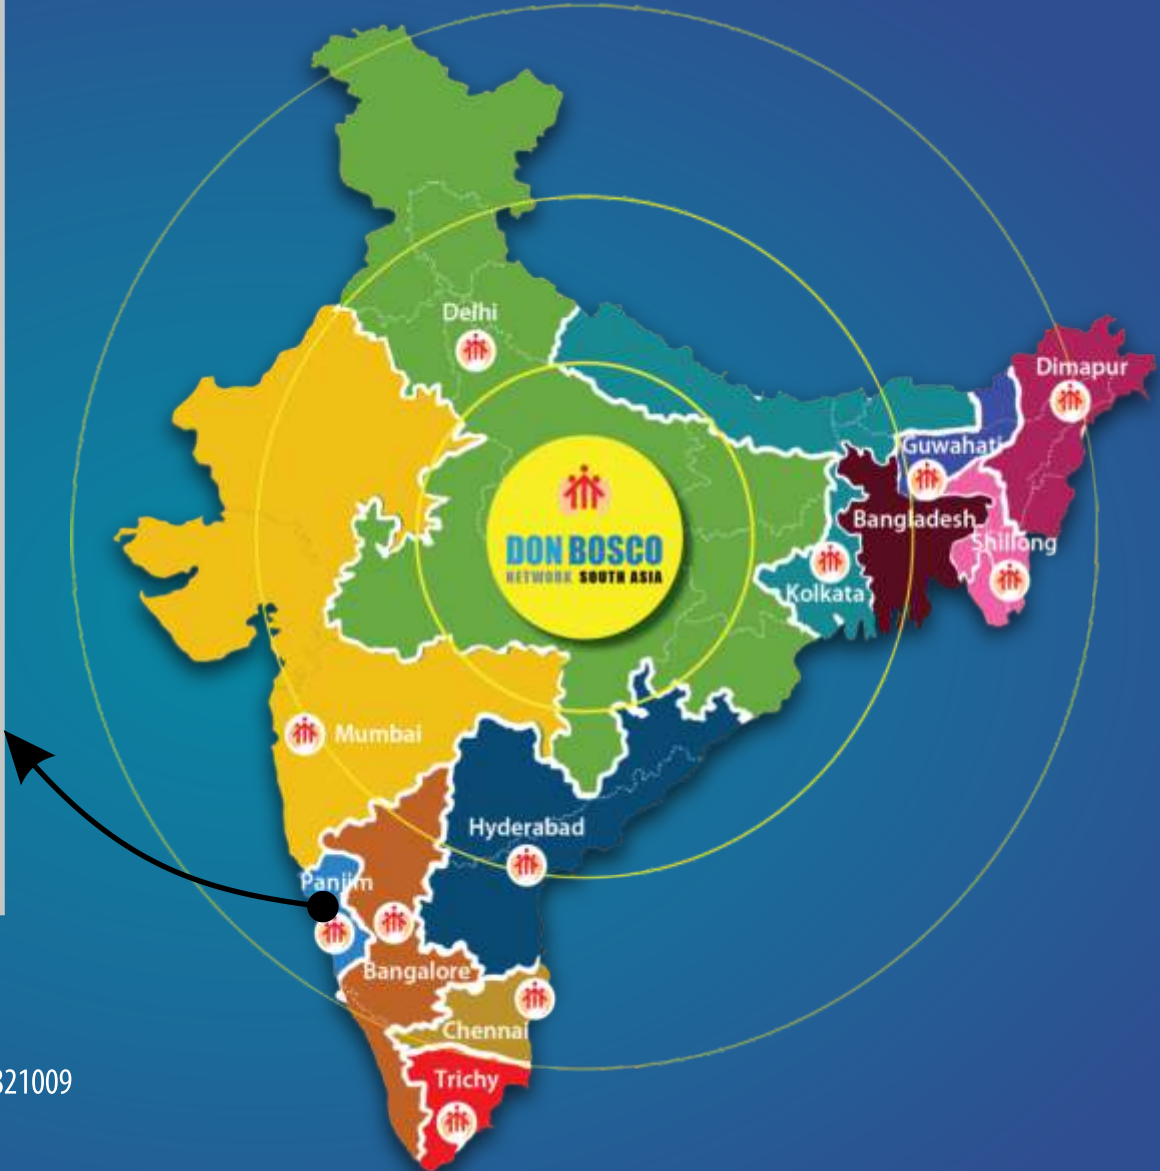 Delhi
Dimapur
Guwahati
DON BOSCO
NETWORK SOUTH ASIA
Bangladesh
Shillong
Kolkata
Mumbai
Hyderabad
Panjim
Bangalore
Chennai
Trichy
321009